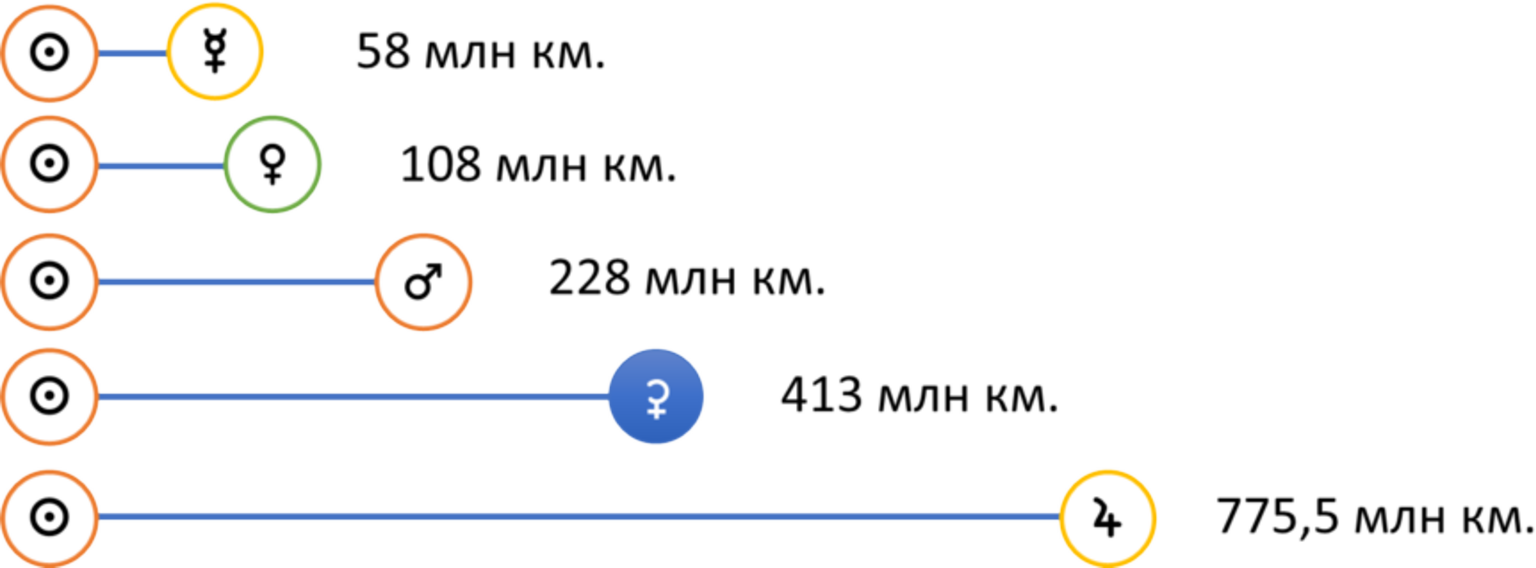 ☉ ☿ 58 млн км.
☉ ♀ 108 млн км.
☉ ♂ 228 млн км.
☉ ⚳ 413 млн км.
☉ ♃ 775,5 млн км.